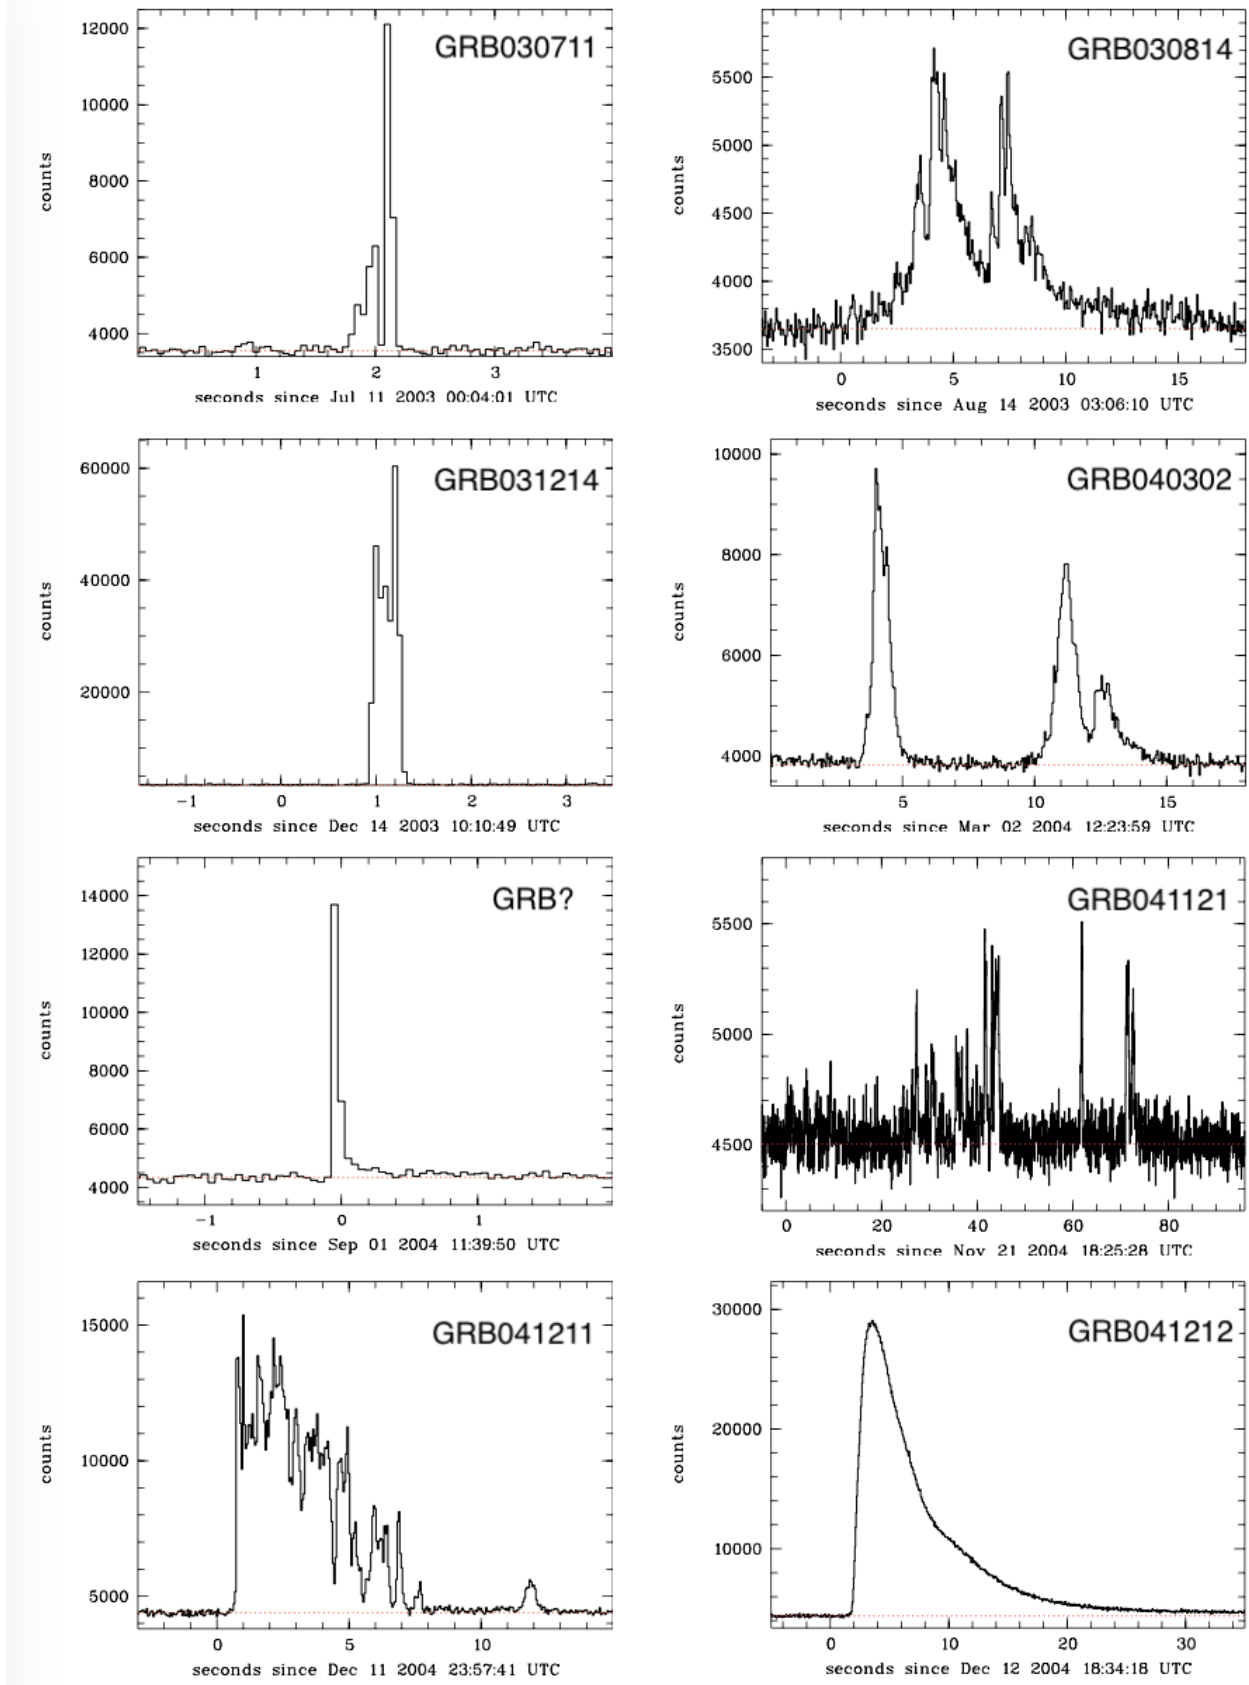 12000
10000
8000
6000
4000
counts
GRB030711
1 2 3
seconds since Jul 11 2003 00:04:01 UTC
5500
5000
4500
4000
3500
counts
GRB030814
0 5 10 15
seconds since Aug 14 2003 03:06:10 UTC
60000
40000
20000
counts
GRB031214
−1 0 1 2 3
seconds since Dec 14 2003 10:10:49 UTC
10000
8000
6000
4000
counts
GRB040302
5 10 15
seconds since Mar 02 2004 12:23:59 UTC
14000
12000
10000
8000
6000
4000
counts
GRB?
−1 0 1
seconds since Sep 01 2004 11:39:50 UTC
5500
5000
4500
counts
GRB041121
0 20 40 60 80
seconds since Nov 21 2004 18:25:28 UTC
15000
10000
5000
counts
GRB041211
0 5 10
seconds since Dec 11 2004 23:57:41 UTC
30000
20000
10000
counts
GRB041212
0 10 20 30
seconds since Dec 12 2004 18:34:18 UTC